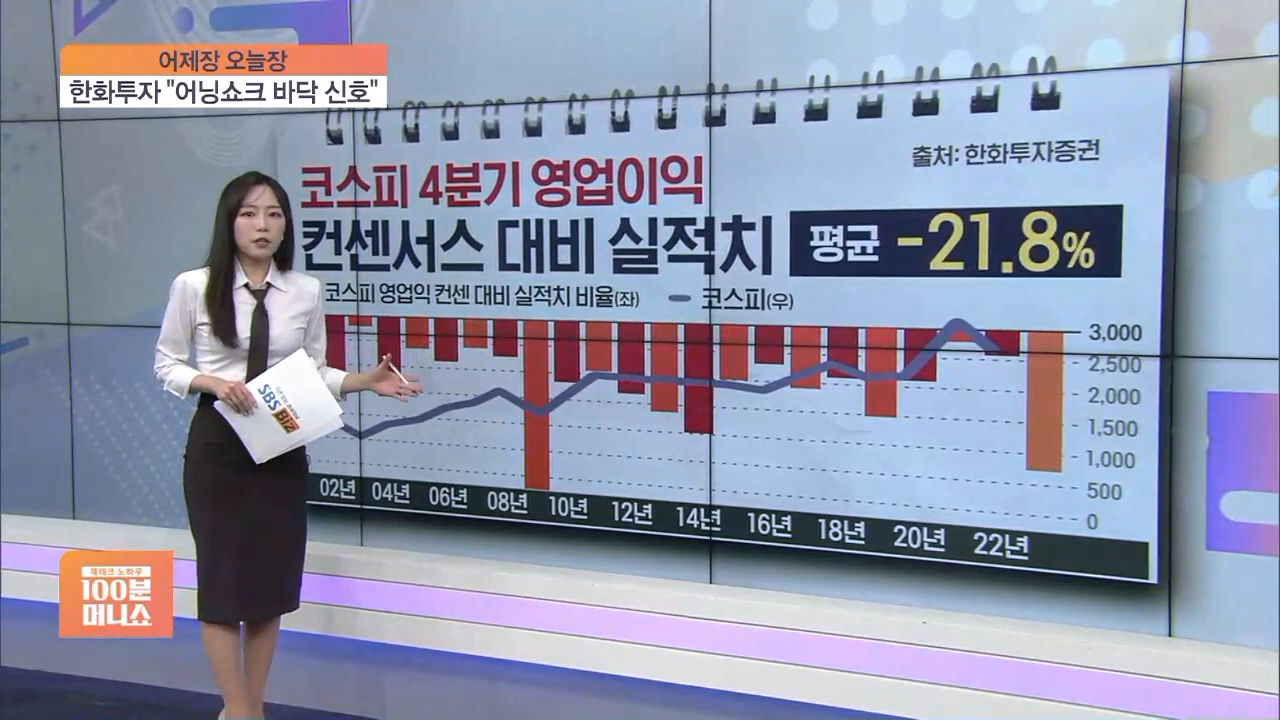 어제장 오늘장
한화투자 "어닝쇼크 바닥 신호"
출처: 한화투자증권
코스피 4분기 영업이익
컨센서스 대비 실적치
평균 -21.8%
코스피 영업익 컨센 대비 실적치 비율(좌)
코스피(우)
3,000
2,500
2,000
1,500
1,000
500
0
02년 04년 06년 08년 10년 12년 14년 16년 18년 20년 22년
SBS Biz
재테크 노하우
100분
머니쇼